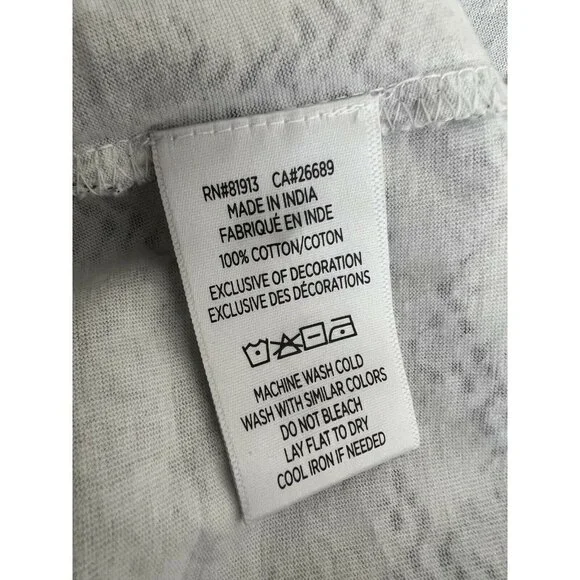 RN#81913 CA#26689
MADE IN INDIA
FABRIQUÉ EN INDE
100% COTTON/COTON
EXCLUSIVE OF DECORATION
EXCLUSIVE DES DÉCORATIONS
MACHINE WASH COLD
WASH WITH SIMILAR COLORS
DO NOT BLEACH
LAY FLAT TO DRY
COOL IRON IF NEEDED